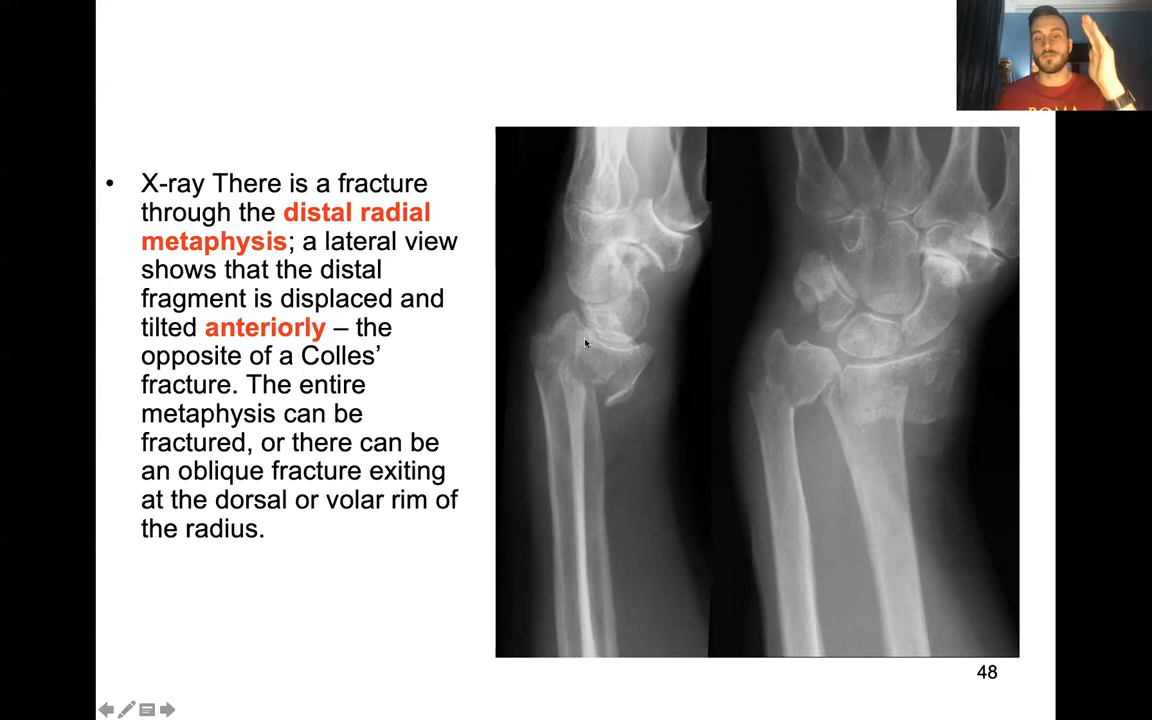 • X-ray There is a fracture
through the distal radial
metaphysis; a lateral view
shows that the distal
fragment is displaced and
tilted anteriorly – the
opposite of a Colles’
fracture. The entire
metaphysis can be
fractured, or there can be
an oblique fracture exiting
at the dorsal or volar rim of
the radius.
48
ROMA